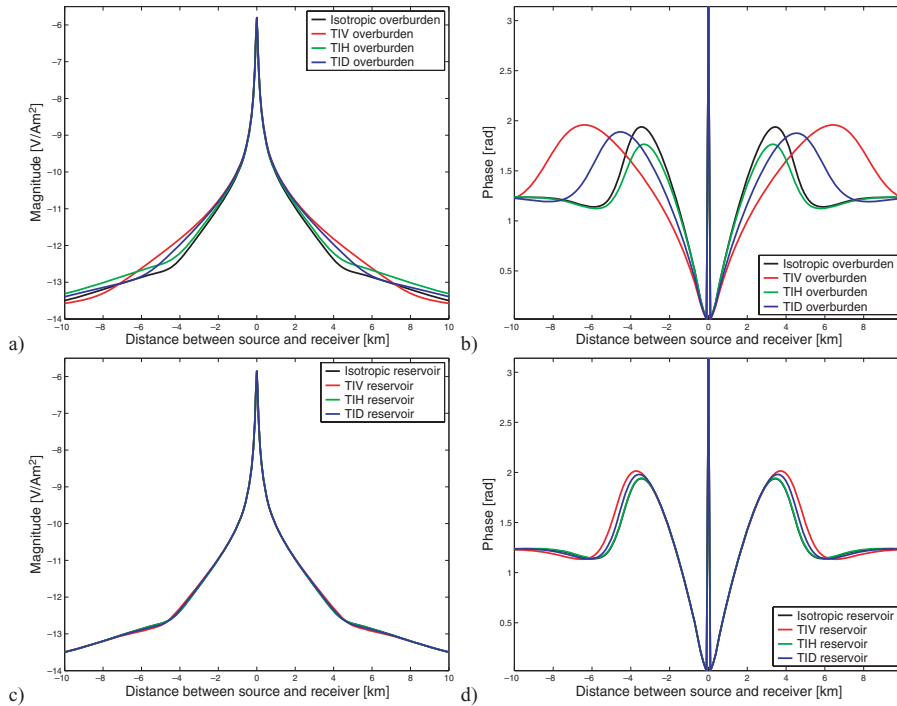 −6
−7
−8
−9
−10
−11
−12
−13
−14
Magnitude [V/Am²]
−10 −8 −6 −4 −2 0 2 4 6 8 10
Distance between source and receiver [km]
Isotropic overburden
TIV overburden
TIH overburden
TID overburden
a)
3
2.5
2
1.5
1
0.5
Phase [rad]
−10 −8 −6 −4 −2 0 2 4 6 8
Distance between source and receiver [km]
Isotropic overburden
TIV overburden
TIH overburden
TID overburden
b)
−6
−7
−8
−9
−10
−11
−12
−13
−14
Magnitude [V/Am²]
−10 −8 −6 −4 −2 0 2 4 6 8 10
Distance between source and receiver [km]
Isotropic reservoir
TIV reservoir
TIH reservoir
TID reservoir
c)
3
2.5
2
1.5
1
0.5
Phase [rad]
−10 −8 −6 −4 −2 0 2 4 6 8
Distance between source and receiver [km]
Isotropic reservoir
TIV reservoir
TIH reservoir
TID reservoir
d)